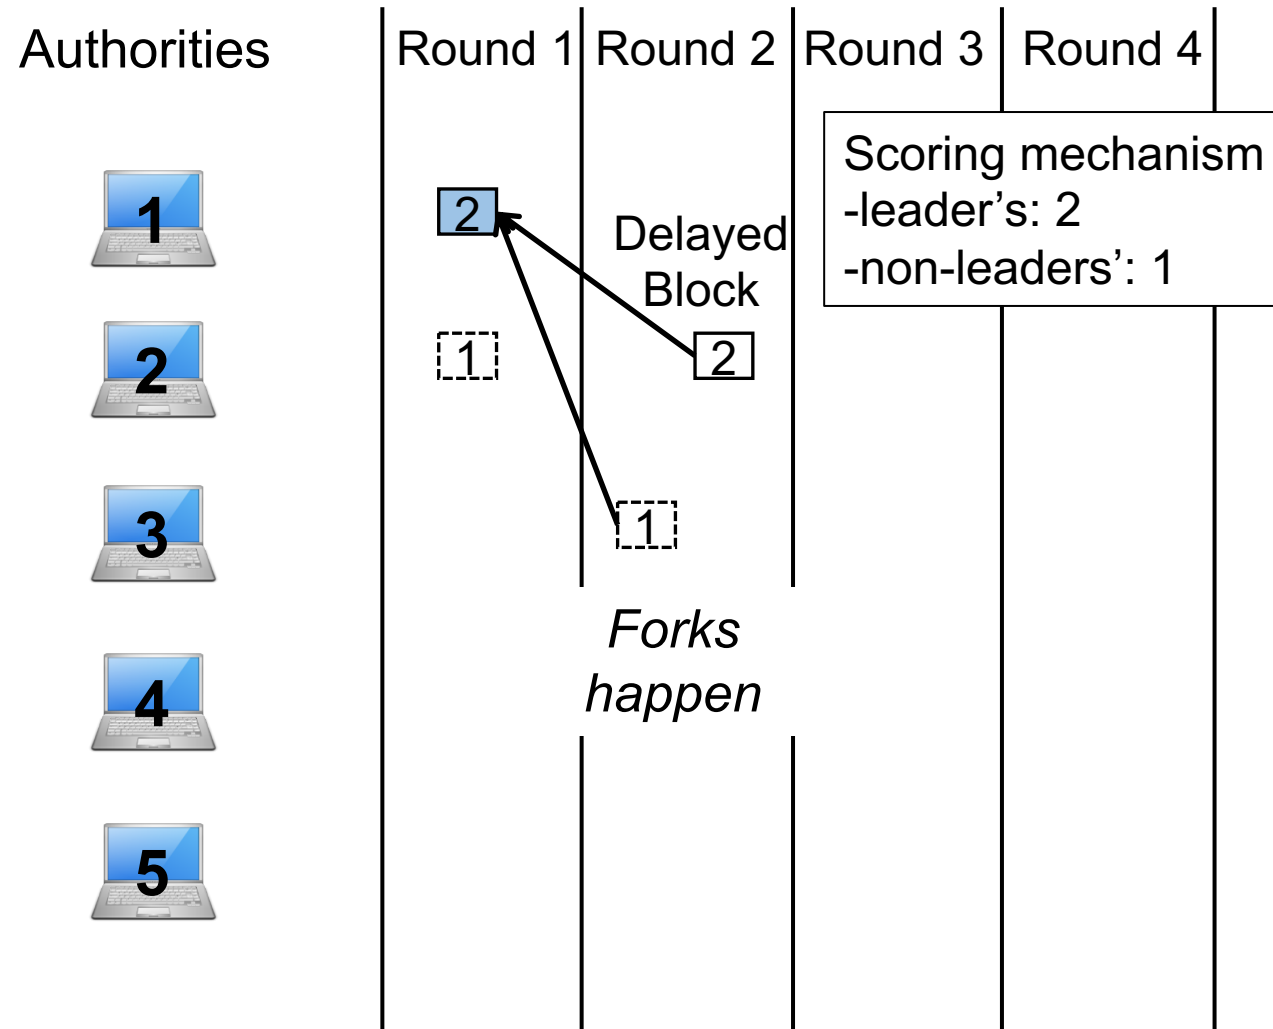 Authorities
Round 1
Round 2
Round 3
Round 4
Scoring mechanism
-leader’s: 2
-non-leaders’: 1
1
2
Delayed
Block
2
1
2
3
1
Forks
happen
4
5